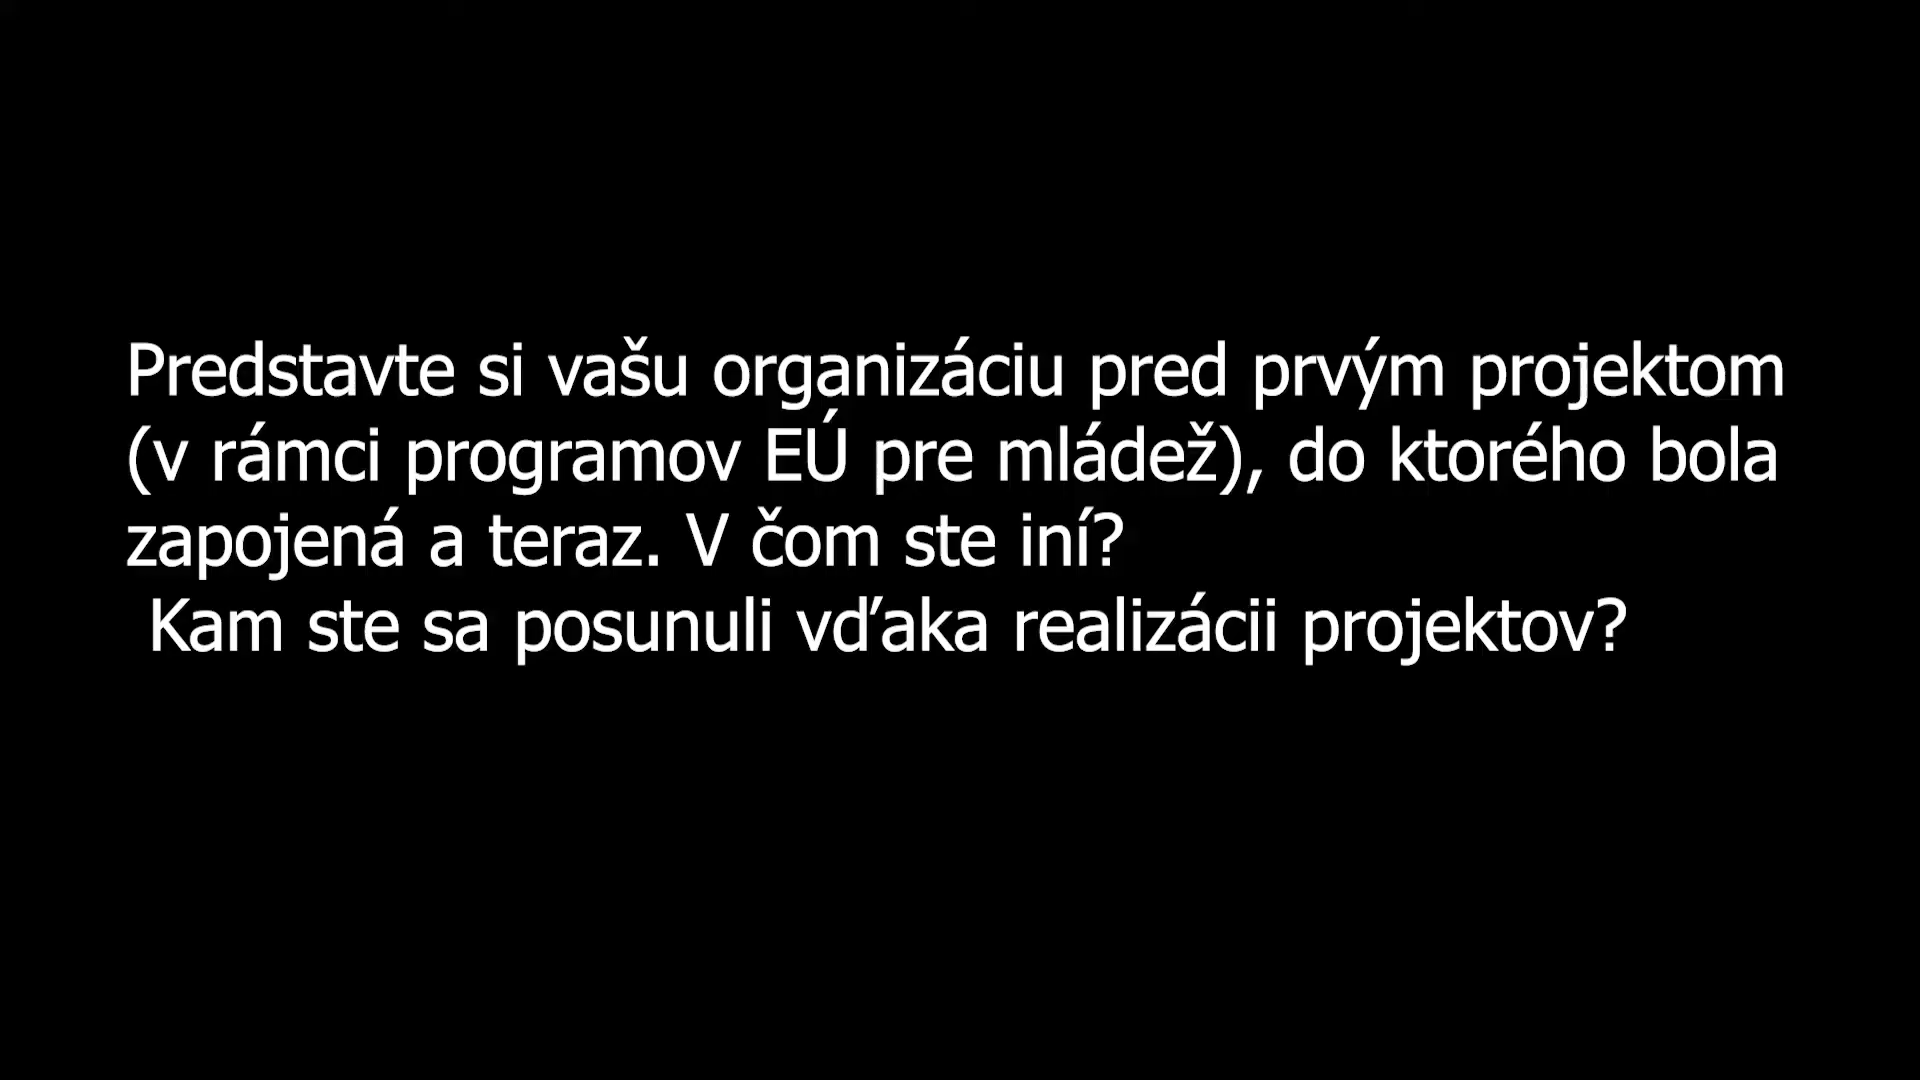 Predstavte si vašu organizáciu pred prvým projektom
(v rámci programov EÚ pre mládež), do ktorého bola
zapojená a teraz. V čom ste iní?
Kam ste sa posunuli vďaka realizácii projektov?